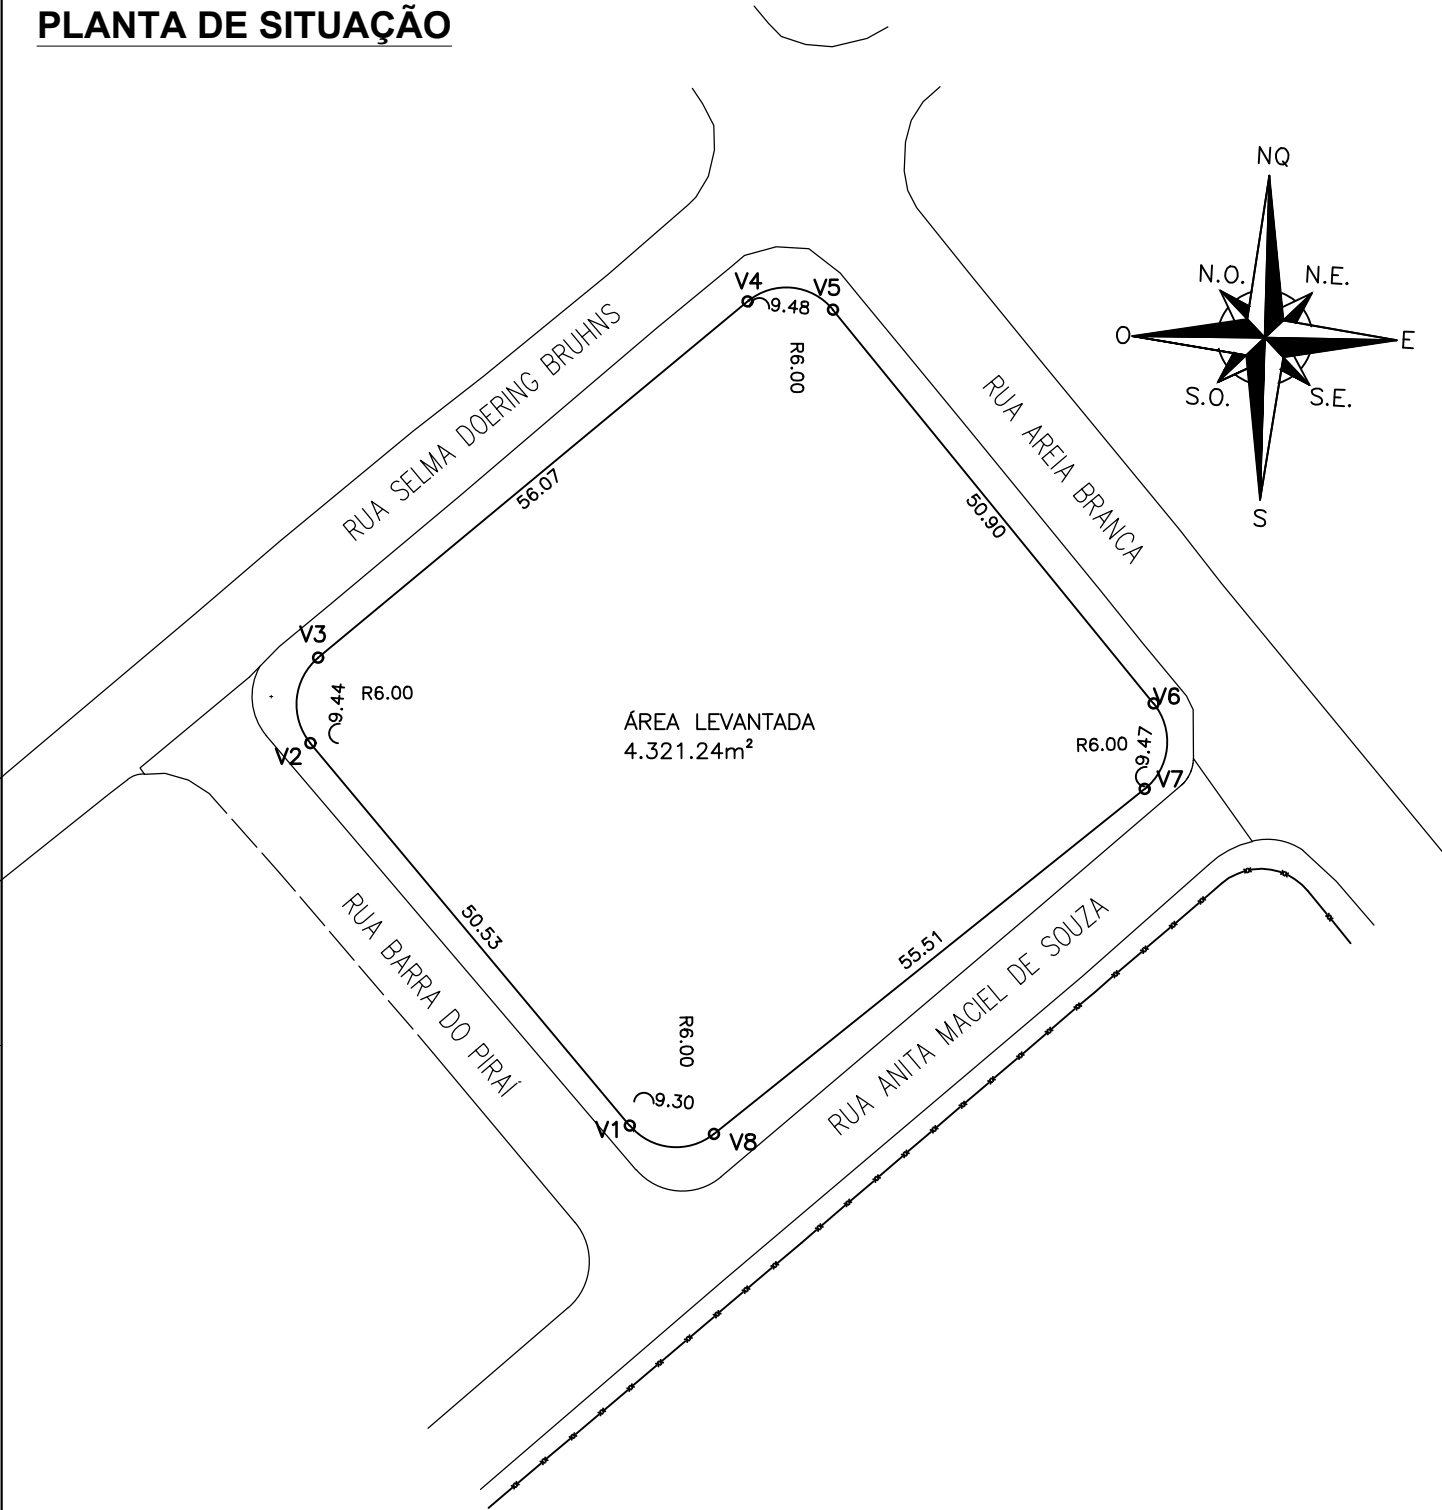 PLANTA DE SITUAÇÃO
NQ
N.O.
N.E.
O
E
S.O.
S.E.
S
V4
V5
9.48
R6.00
RUA SELMA DOERING BRUHNS
56.07
RUA AREIA BRANCA
50.90
V3
9.44
R6.00
V2
ÁREA LEVANTADA
4.321.24m²
V6
R6.00
9.47
V7
RUA BARRA DO PIRAÍ
50.53
55.51
RUA ANITA MACIEL DE SOUZA
R6.00
9.30
V1
V8